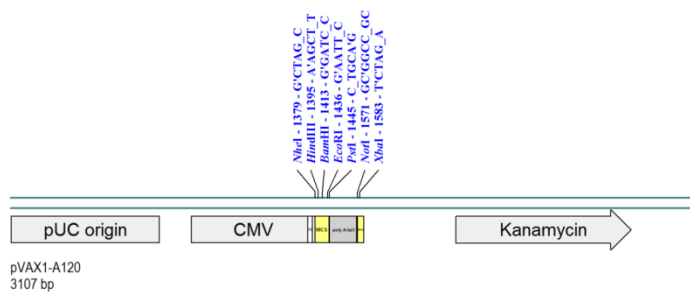 NheI - 1379 - G'CTAG_C
HindIII - 1395 - A'AGCT_T
BamHI - 1413 - G'GATC_C
EcoRI - 1436 - G'AATT_C
PstI - 1445 - C_TGCA'G
NotI - 1571 - GC'GGCC_GC
XbaI - 1583 - T'CTAG_A
pUC origin
CMV
MCS
poly A-tail
Kanamycin
pVAX1-A120
3107 bp